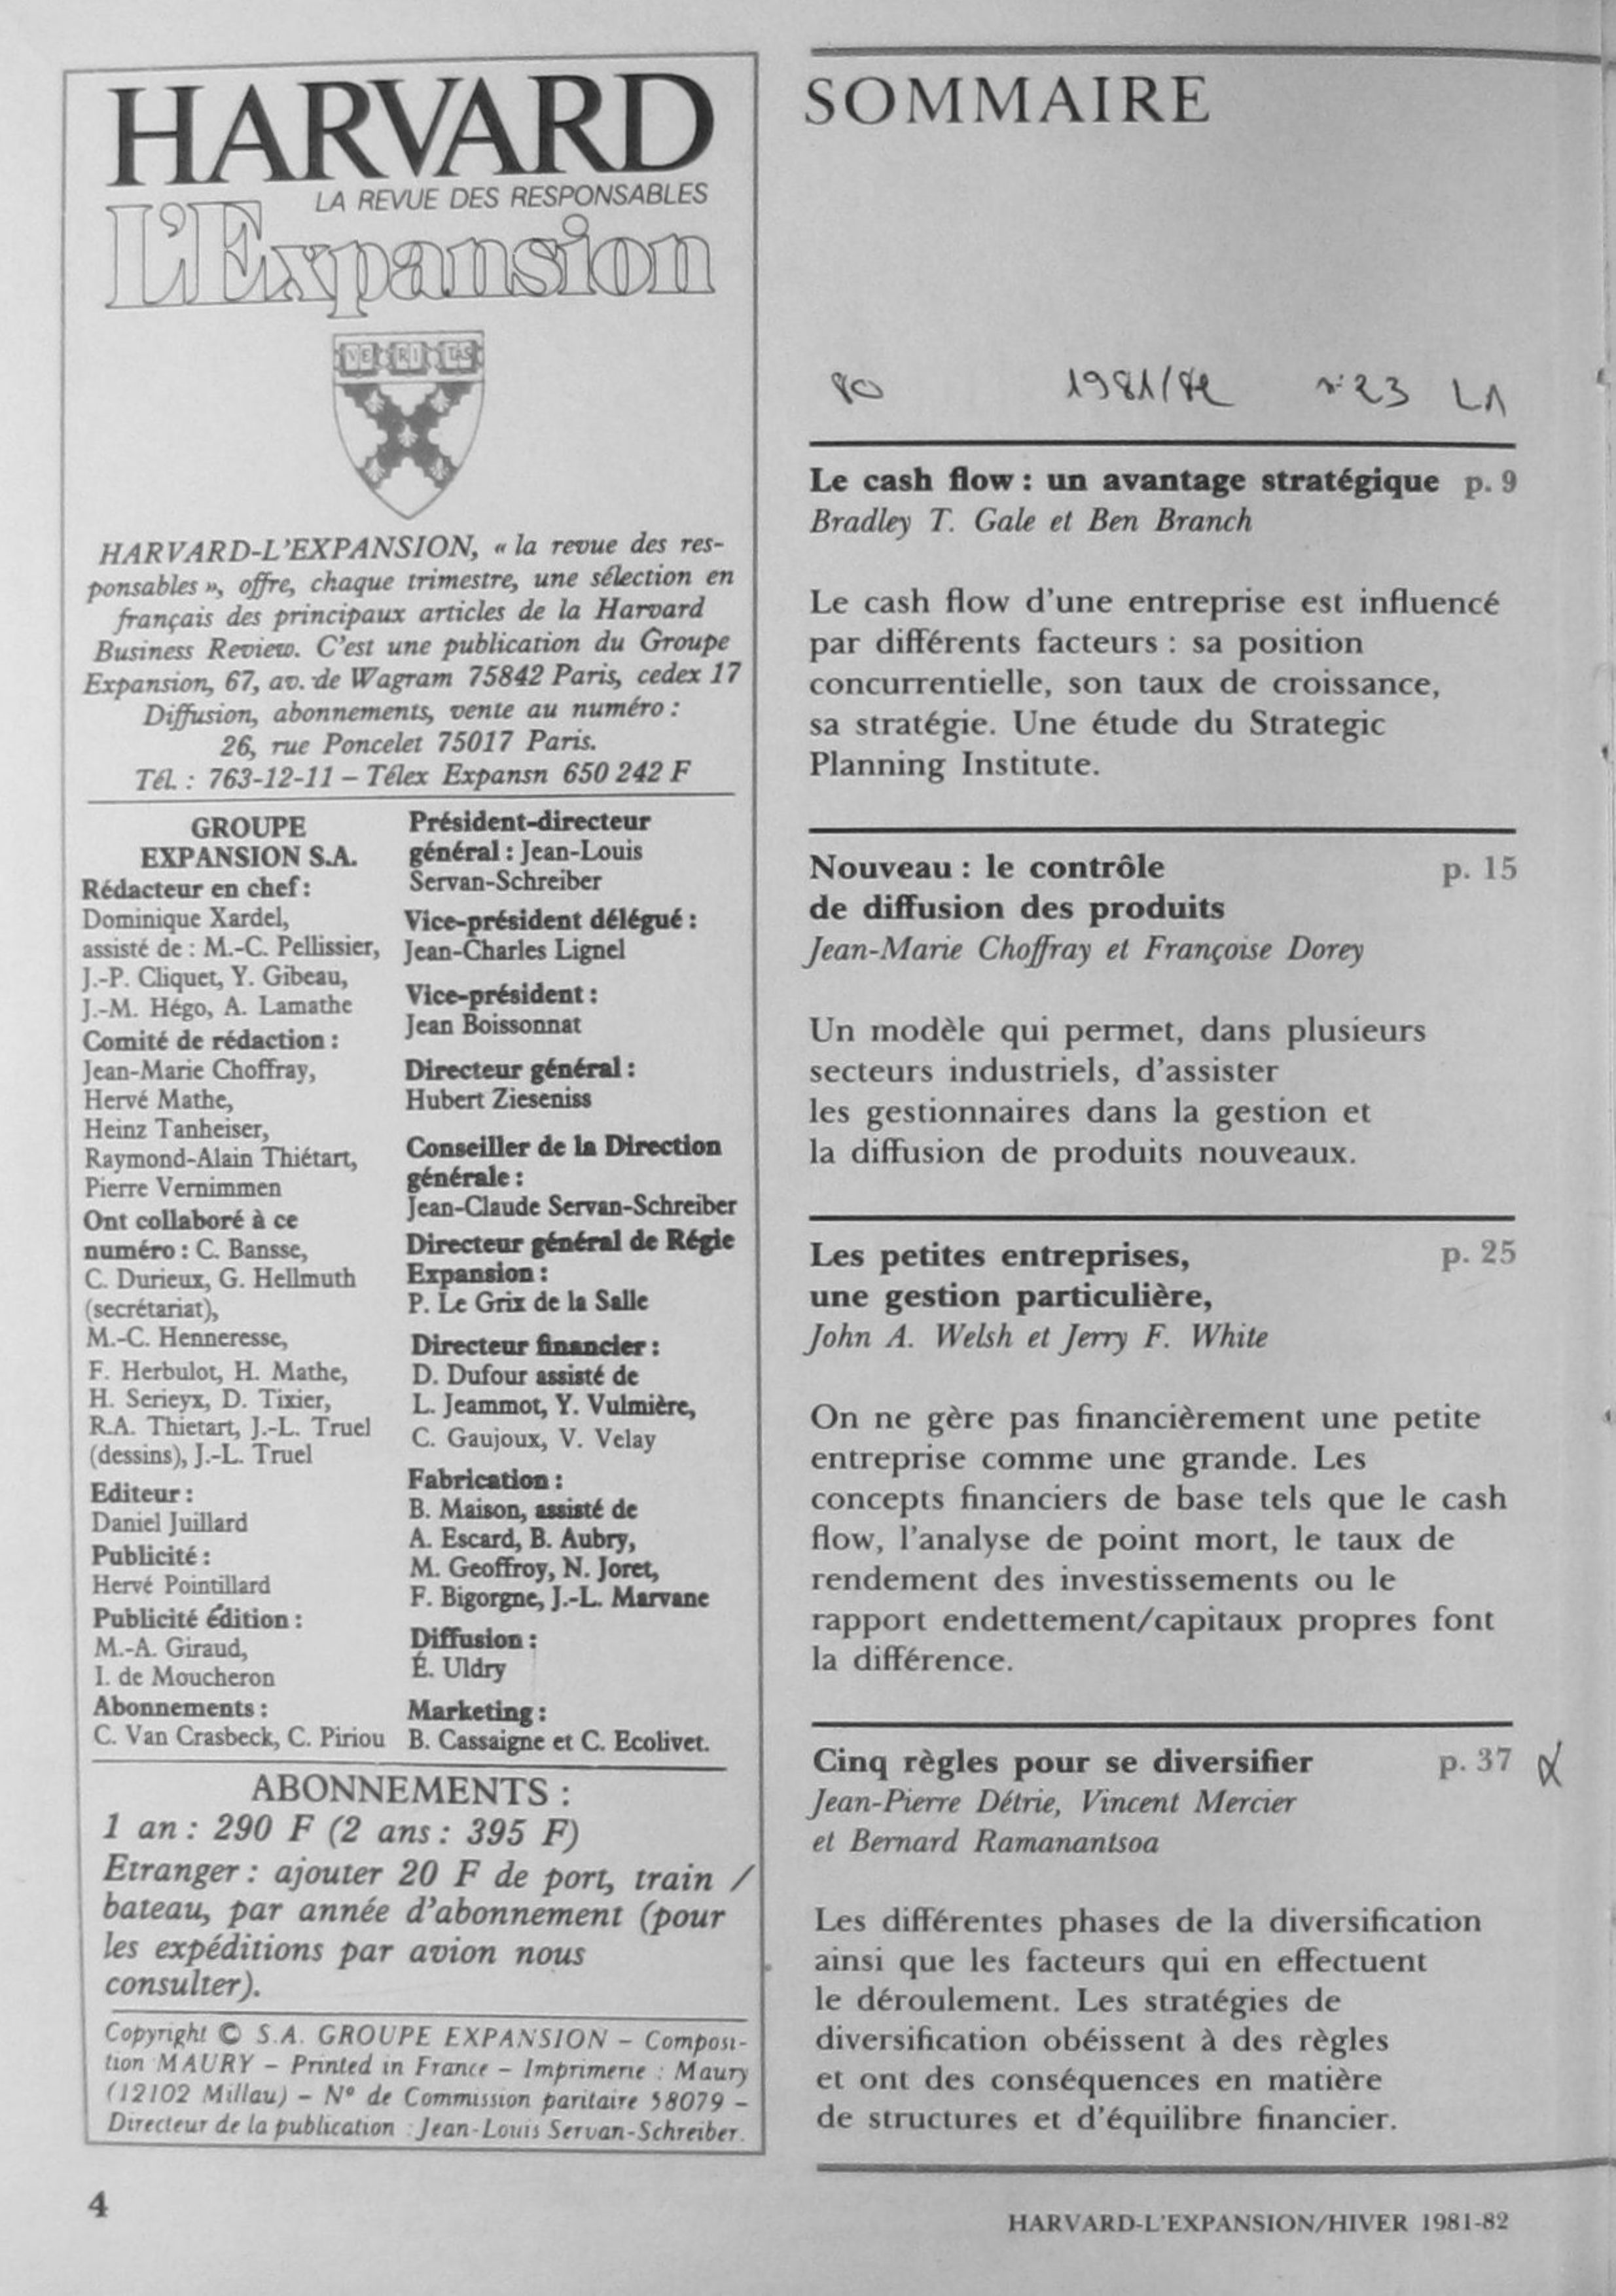 HARVARD
LA REVUE DES RESPONSABLES
L'Expansion
VE RI TAS
HARVARD-L'EXPANSION, « la revue des res-
ponsables », offre, chaque trimestre, une sélection en
français des principaux articles de la Harvard
Business Review. C'est une publication du Groupe
Expansion, 67, av. de Wagram 75842 Paris, cedex 17
Diffusion, abonnements, vente au numéro :
26, rue Poncelet 75017 Paris.
Tél. : 763-12-11 – Télex Expansn 650 242 F
GROUPE
EXPANSION S.A.
Rédacteur en chef :
Dominique Xardel,
assisté de : M.-C. Pellissier,
J.-P. Cliquet, Y. Gibeau,
J.-M. Hégo, A. Lamathe
Comité de rédaction :
Jean-Marie Choffray,
Hervé Mathe,
Heinz Tanheiser,
Raymond-Alain Thiétart,
Pierre Vernimmen
Ont collaboré à ce
numéro : C. Bansse,
C. Durieux, G. Hellmuth
(secrétariat),
M.-C. Henneresse,
F. Herbulot, H. Mathe,
H. Serieyx, D. Tixier,
R.A. Thietart, J.-L. Truel
(dessins), J.-L. Truel
Editeur :
Daniel Juillard
Publicité :
Hervé Pointillard
Publicité Édition :
M.-A. Giraud,
I. de Moucheron
Abonnements :
C. Van Crasbeck, C. Piriou
Président-directeur
général : Jean-Louis
Servan-Schreiber
Vice-président délégué :
Jean-Charles Lignel
Vice-président :
Jean Boissonnat
Directeur général :
Hubert Zieseniss
Conseiller de la Direction
générale :
Jean-Claude Servan-Schreiber
Directeur général de Régie
Expansion :
P. Le Grix de la Salle
Directeur financier :
D. Dufour assisté de
L. Jeammot, Y. Vulmière,
C. Gaujoux, V. Velay
Fabrication :
B. Maison, assisté de
A. Escard, B. Aubry,
M. Geoffroy, N. Joret,
F. Bigorgne, J.-L. Marvane
Diffusion :
É. Uldry
Marketing :
B. Cassaigne et C. Ecolivet.
ABONNEMENTS :
1 an : 290 F (2 ans : 395 F)
Etranger : ajouter 20 F de port, train /
bateau, par année d'abonnement (pour
les expéditions par avion nous
consulter).
Copyright © S.A. GROUPE EXPANSION – Composi-
tion MAURY – Printed in France – Imprimerie : Maury
(12102 Millau) – N° de Commission paritaire 58079 –
Directeur de la publication : Jean-Louis Servan-Schreiber.
4
SOMMAIRE
1981/82 n° 23
Le cash flow : un avantage stratégique p. 9
Bradley T. Gale et Ben Branch
Le cash flow d'une entreprise est influencé
par différents facteurs : sa position
concurrentielle, son taux de croissance,
sa stratégie. Une étude du Strategic
Planning Institute.
Nouveau : le contrôle p. 15
de diffusion des produits
Jean-Marie Choffray et Françoise Dorey
Un modèle qui permet, dans plusieurs
secteurs industriels, d'assister
les gestionnaires dans la gestion et
la diffusion de produits nouveaux.
Les petites entreprises, p. 25
une gestion particulière,
John A. Welsh et Jerry F. White
On ne gère pas financièrement une petite
entreprise comme une grande. Les
concepts financiers de base tels que le cash
flow, l'analyse de point mort, le taux de
rendement des investissements ou le
rapport endettement/capitaux propres font
la différence.
Cinq règles pour se diversifier p. 37
Jean-Pierre Détrie, Vincent Mercier
et Bernard Ramanantsoa
Les différentes phases de la diversification
ainsi que les facteurs qui en effectuent
le déroulement. Les stratégies de
diversification obéissent à des règles
et ont des conséquences en matière
de structures et d'équilibre financier.
HARVARD-L'EXPANSION/HIVER 1981-82